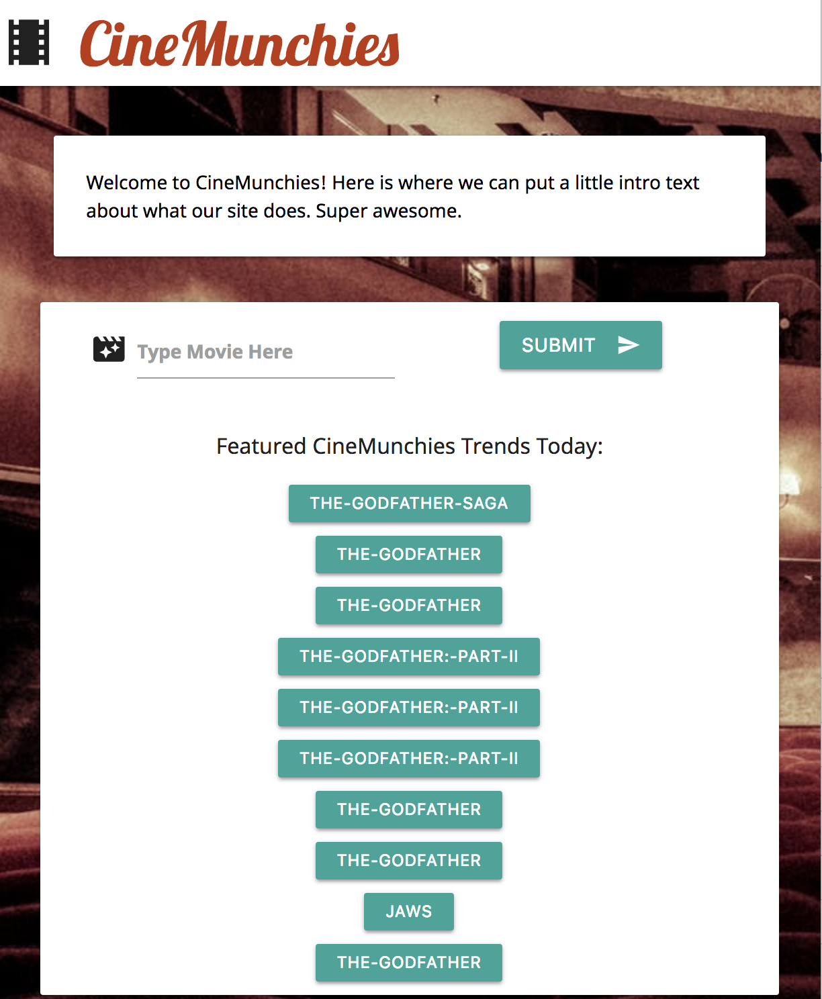 CineMunchies
Welcome to CineMunchies! Here is where we can put a little intro text
about what our site does. Super awesome.
Type Movie Here
SUBMIT
Featured CineMunchies Trends Today:
THE-GODFATHER-SAGA
THE-GODFATHER
THE-GODFATHER
THE-GODFATHER:-PART-II
THE-GODFATHER:-PART-II
THE-GODFATHER:-PART-II
THE-GODFATHER
THE-GODFATHER
JAWS
THE-GODFATHER